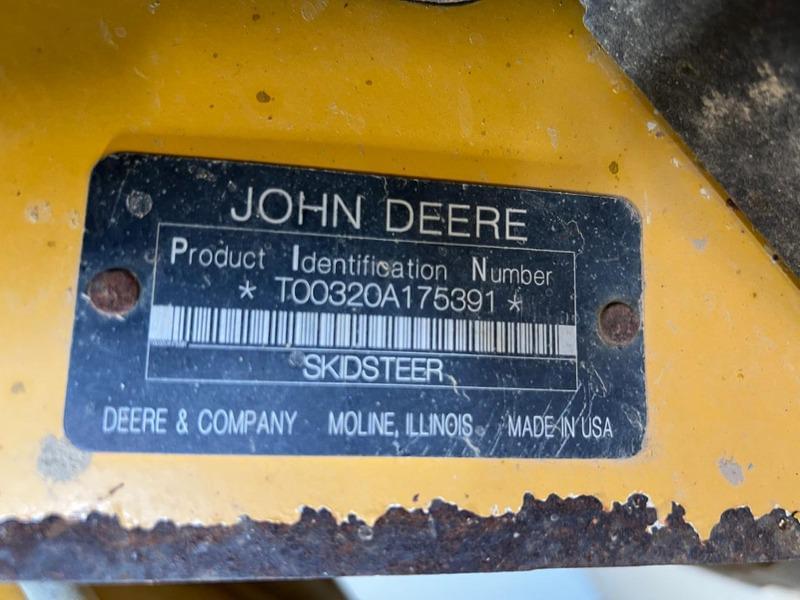 JOHN DEERE
Product Identification Number
* T00320A175391 *
SKIDSTEER
DEERE & COMPANY MOLINE, ILLINOIS MADE IN USA